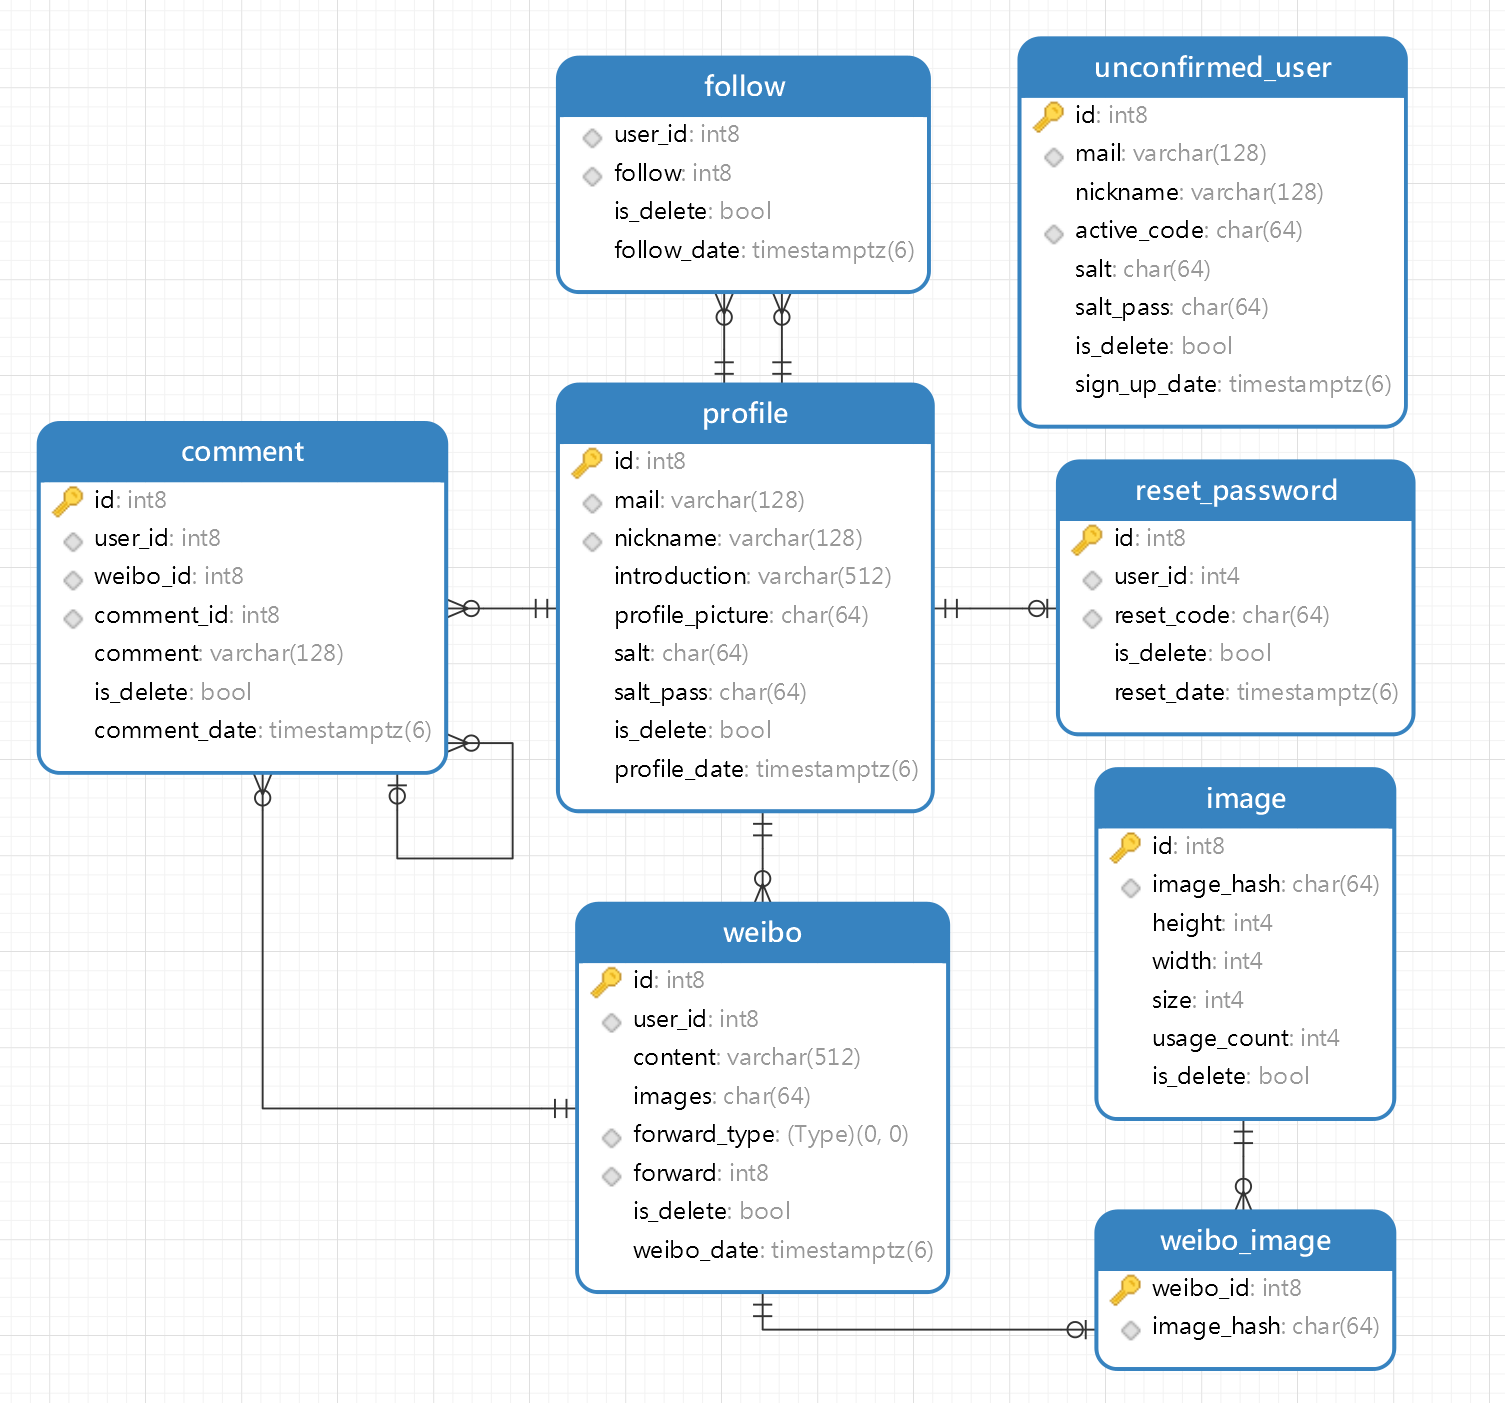 follow
user_id: int8
follow: int8
is_delete: bool
follow_date: timestamptz(6)
unconfirmed_user
id: int8
mail: varchar(128)
nickname: varchar(128)
active_code: char(64)
salt: char(64)
salt_pass: char(64)
is_delete: bool
sign_up_date: timestamptz(6)
comment
id: int8
user_id: int8
weibo_id: int8
comment_id: int8
comment: varchar(128)
is_delete: bool
comment_date: timestamptz(6)
profile
id: int8
mail: varchar(128)
nickname: varchar(128)
introduction: varchar(512)
profile_picture: char(64)
salt: char(64)
salt_pass: char(64)
is_delete: bool
profile_date: timestamptz(6)
reset_password
id: int8
user_id: int4
reset_code: char(64)
is_delete: bool
reset_date: timestamptz(6)
image
id: int8
image_hash: char(64)
height: int4
width: int4
size: int4
usage_count: int4
is_delete: bool
weibo
id: int8
user_id: int8
content: varchar(512)
images: char(64)
forward_type: (Type)(0, 0)
forward: int8
is_delete: bool
weibo_date: timestamptz(6)
weibo_image
weibo_id: int8
image_hash: char(64)